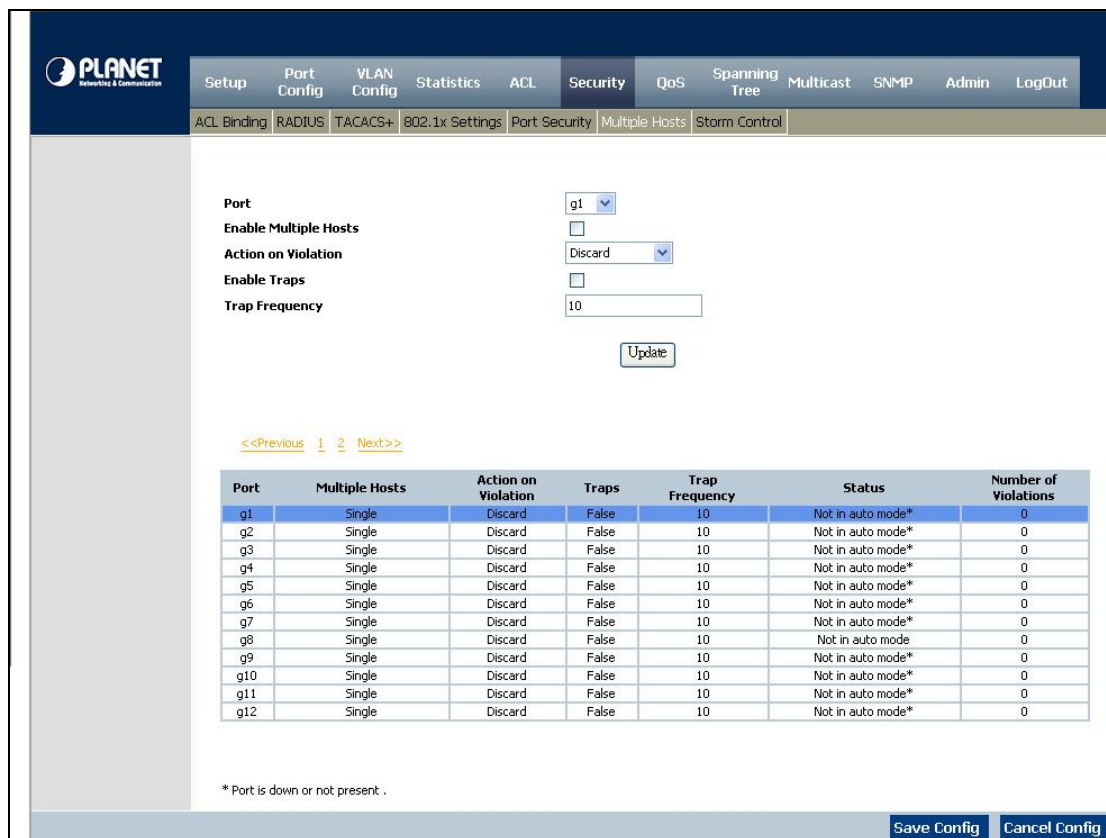 PLANET
Networking & Communication
Setup Port Config VLAN Config Statistics ACL Security QoS Spanning Tree Multicast SNMP Admin LogOut
ACL Binding RADIUS TACACS+ 802.1x Settings Port Security Multiple Hosts Storm Control
Port g1
Enable Multiple Hosts
Action on Violation Discard
Enable Traps
Trap Frequency 10
Update
<<Previous 1 2 Next>>
Port Multiple Hosts Action on Violation Traps Trap Frequency Status Number of Violations
g1 Single Discard False 10 Not in auto mode* 0
g2 Single Discard False 10 Not in auto mode* 0
g3 Single Discard False 10 Not in auto mode* 0
g4 Single Discard False 10 Not in auto mode* 0
g5 Single Discard False 10 Not in auto mode* 0
g6 Single Discard False 10 Not in auto mode* 0
g7 Single Discard False 10 Not in auto mode* 0
g8 Single Discard False 10 Not in auto mode 0
g9 Single Discard False 10 Not in auto mode* 0
g10 Single Discard False 10 Not in auto mode* 0
g11 Single Discard False 10 Not in auto mode* 0
g12 Single Discard False 10 Not in auto mode* 0
* Port is down or not present .
Save Config Cancel Config